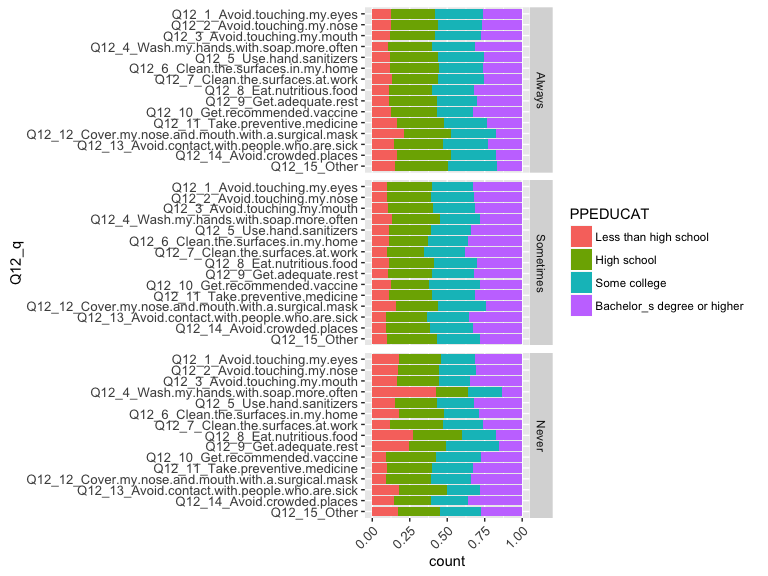 Q12_1_Avoid.touching.my.eyes
Q12_2_Avoid.touching.my.nose
Q12_3_Avoid.touching.my.mouth
Q12_4_Wash.my.hands.with.soap.more.often
Q12_5_Use.hand.sanitizers
Q12_6_Clean.the.surfaces.in.my.home
Q12_7_Clean.the.surfaces.at.work
Q12_8_Eat.nutritious.food
Q12_9_Get.adequate.rest
Q12_10_Get.recommended.vaccine
Q12_11_Take.preventive.medicine
Q12_12_Cover.my.nose.and.mouth.with.a.surgical.mask
Q12_13_Avoid.contact.with.people.who.are.sick
Q12_14_Avoid.crowded.places
Q12_15_Other
Always
Q12_1_Avoid.touching.my.eyes
Q12_2_Avoid.touching.my.nose
Q12_3_Avoid.touching.my.mouth
Q12_4_Wash.my.hands.with.soap.more.often
Q12_5_Use.hand.sanitizers
Q12_6_Clean.the.surfaces.in.my.home
Q12_7_Clean.the.surfaces.at.work
Q12_8_Eat.nutritious.food
Q12_9_Get.adequate.rest
Q12_10_Get.recommended.vaccine
Q12_11_Take.preventive.medicine
Q12_12_Cover.my.nose.and.mouth.with.a.surgical.mask
Q12_13_Avoid.contact.with.people.who.are.sick
Q12_14_Avoid.crowded.places
Q12_15_Other
Sometimes
Q12_1_Avoid.touching.my.eyes
Q12_2_Avoid.touching.my.nose
Q12_3_Avoid.touching.my.mouth
Q12_4_Wash.my.hands.with.soap.more.often
Q12_5_Use.hand.sanitizers
Q12_6_Clean.the.surfaces.in.my.home
Q12_7_Clean.the.surfaces.at.work
Q12_8_Eat.nutritious.food
Q12_9_Get.adequate.rest
Q12_10_Get.recommended.vaccine
Q12_11_Take.preventive.medicine
Q12_12_Cover.my.nose.and.mouth.with.a.surgical.mask
Q12_13_Avoid.contact.with.people.who.are.sick
Q12_14_Avoid.crowded.places
Q12_15_Other
Never
Q12_q
0.00
0.25
0.50
0.75
1.00
count
PPEDUCAT
Less than high school
High school
Some college
Bachelor_s degree or higher